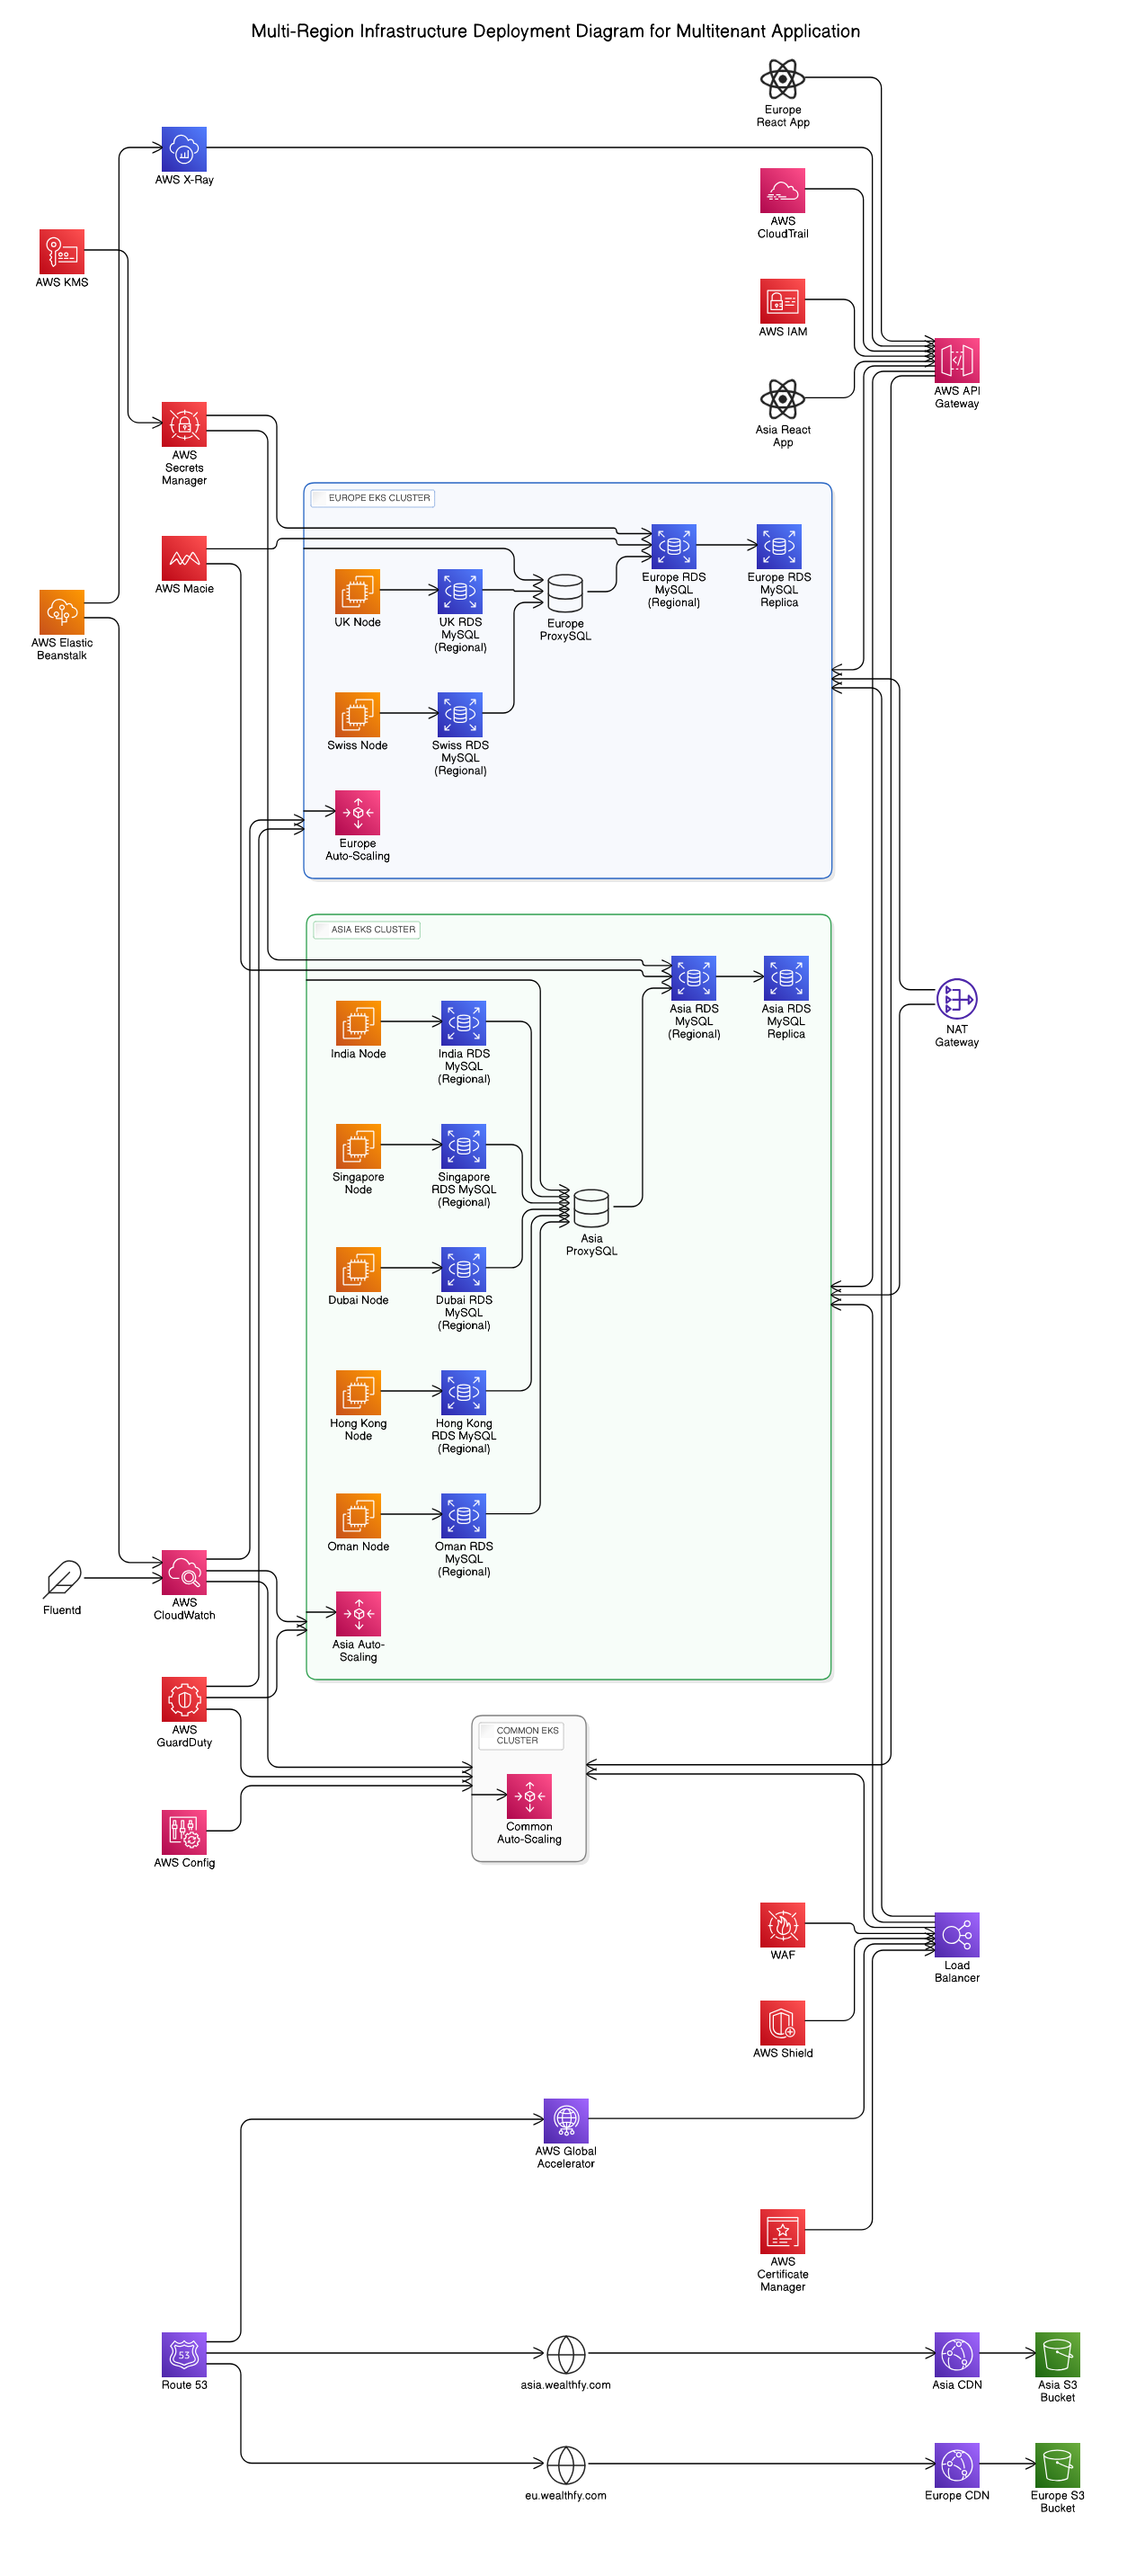 Multi-Region Infrastructure Deployment Diagram for Multitenant Application
Europe
React App
AWS X-Ray
AWS
CloudTrail
AWS KMS
AWS IAM
AWS API
Gateway
Asia React
App
AWS
Secrets
Manager
EUROPE EKS CLUSTER
AWS Macie
Europe RDS
MySQL
(Regional)
Europe RDS
MySQL
Replica
UK Node
UK RDS
MySQL
(Regional)
Europe
ProxySQL
AWS Elastic
Beanstalk
Swiss Node
Swiss RDS
MySQL
(Regional)
Europe
Auto-Scaling
ASIA EKS CLUSTER
Asia RDS
MySQL
(Regional)
Asia RDS
MySQL
Replica
NAT
Gateway
India Node
India RDS
MySQL
(Regional)
Singapore
Node
Singapore
RDS MySQL
(Regional)
Asia
ProxySQL
Dubai Node
Dubai RDS
MySQL
(Regional)
Hong Kong
Node
Hong Kong
RDS MySQL
(Regional)
Oman Node
Oman RDS
MySQL
(Regional)
Fluentd
AWS
CloudWatch
Asia Auto-
Scaling
AWS
GuardDuty
COMMON EKS
CLUSTER
Common
Auto-Scaling
AWS Config
WAF
Load
Balancer
AWS Shield
AWS Global
Accelerator
AWS
Certificate
Manager
53
Route 53
asia.wealthfy.com
Asia CDN
Asia S3
Bucket
eu.wealthfy.com
Europe CDN
Europe S3
Bucket